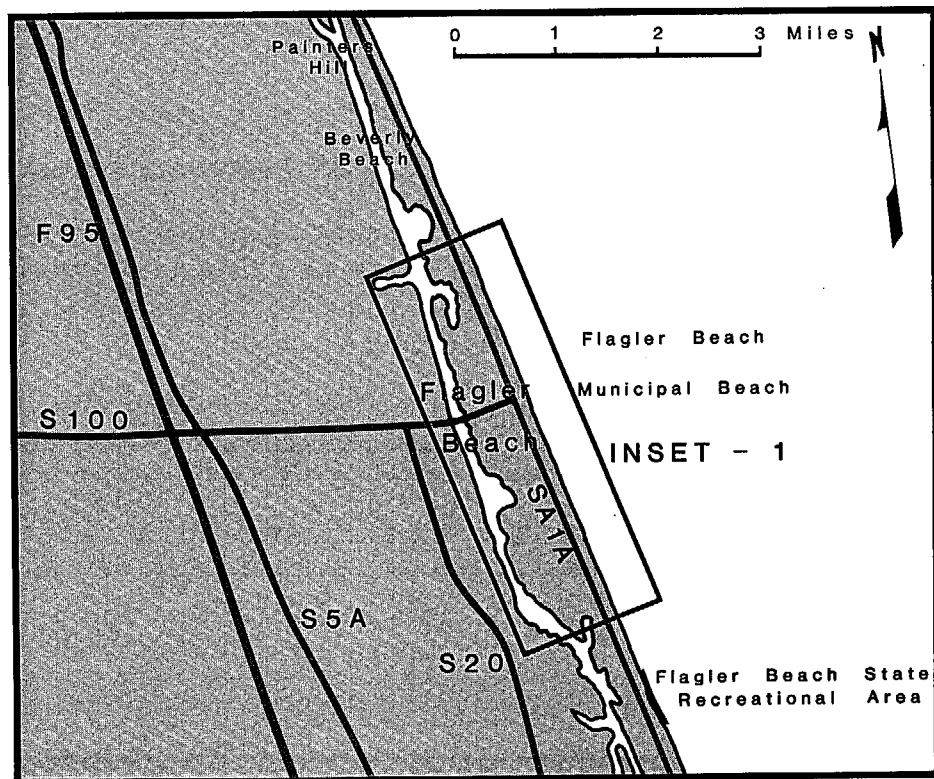 0 1 2 3 Miles N
Painters
Hill
Beverly
Beach
F95
Flagler Beach
Municipal Beach
Flagler
Beach
S100
INSET - 1
SA1A
S5A
S20
Flagler Beach State
Recreational Area